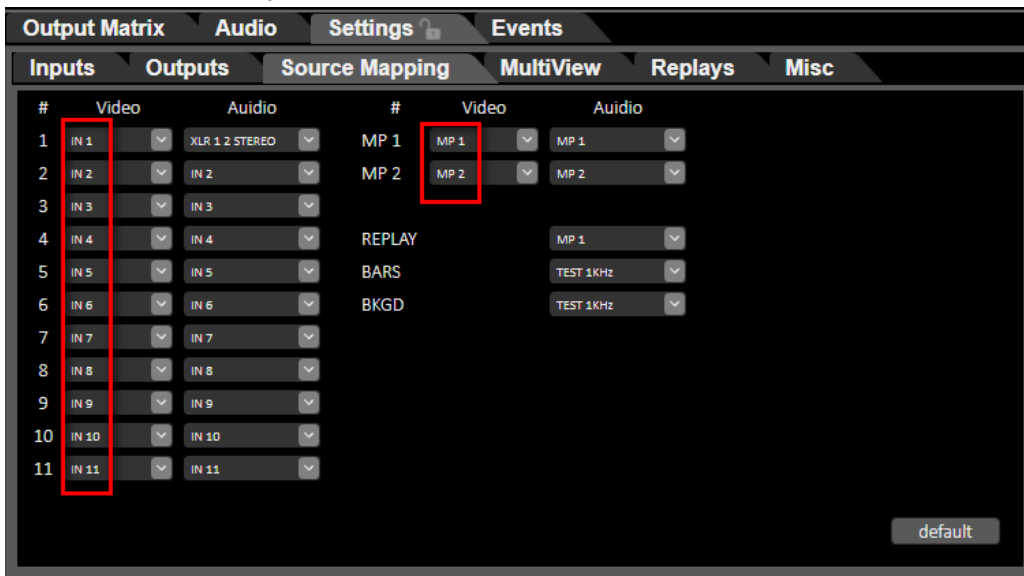 Output Matrix Audio Settings Events
Inputs Outputs Source Mapping MultiView Replays Misc
# Video Auidio # Video Auidio
1 IN 1 XLR 1 2 STEREO MP 1 MP 1 MP 1
2 IN 2 IN 2 MP 2 MP 2 MP 2
3 IN 3 IN 3
4 IN 4 IN 4 REPLAY MP 1
5 IN 5 IN 5 BARS TEST 1KHz
6 IN 6 IN 6 BKGD TEST 1KHz
7 IN 7 IN 7
8 IN 8 IN 8
9 IN 9 IN 9
10 IN 10 IN 10
11 IN 11 IN 11
default